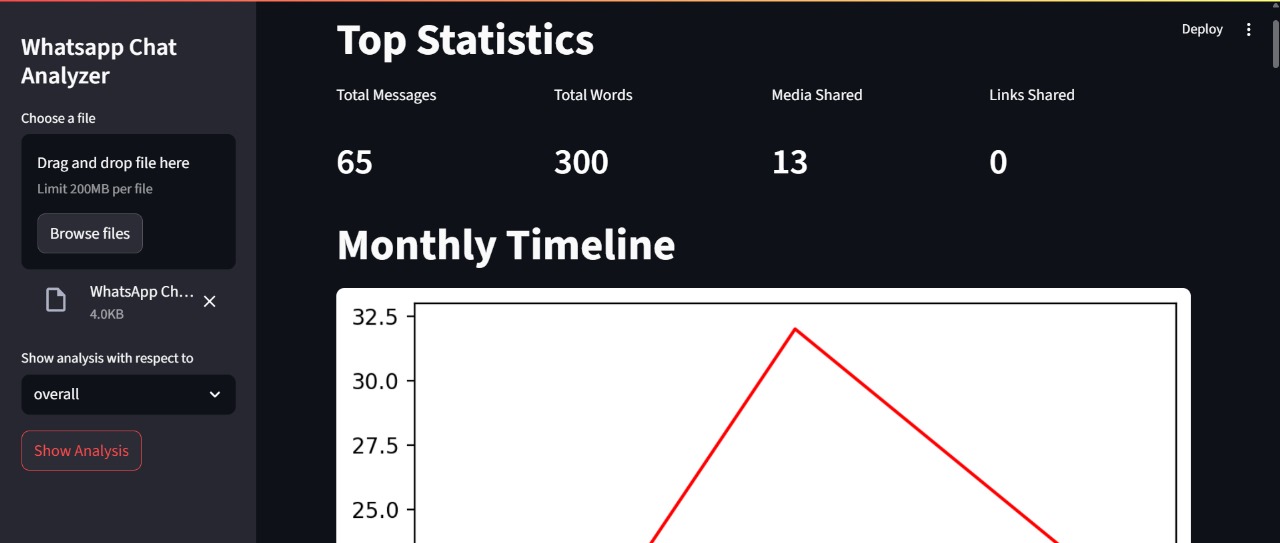 Whatsapp Chat
Analyzer
Choose a file
Drag and drop file here
Limit 200MB per file
Browse files
WhatsApp Ch...
4.0KB
Show analysis with respect to
overall
Show Analysis
Deploy
Top Statistics
Total Messages
Total Words
Media Shared
Links Shared
65
300
13
0
Monthly Timeline
32.5
30.0
27.5
25.0